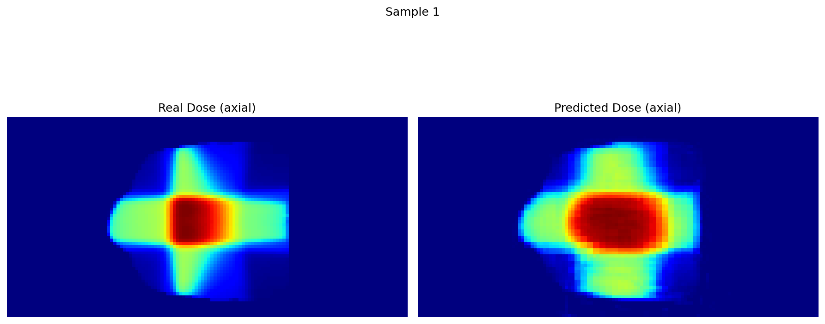 Sample 1
Real Dose (axial)
Predicted Dose (axial)